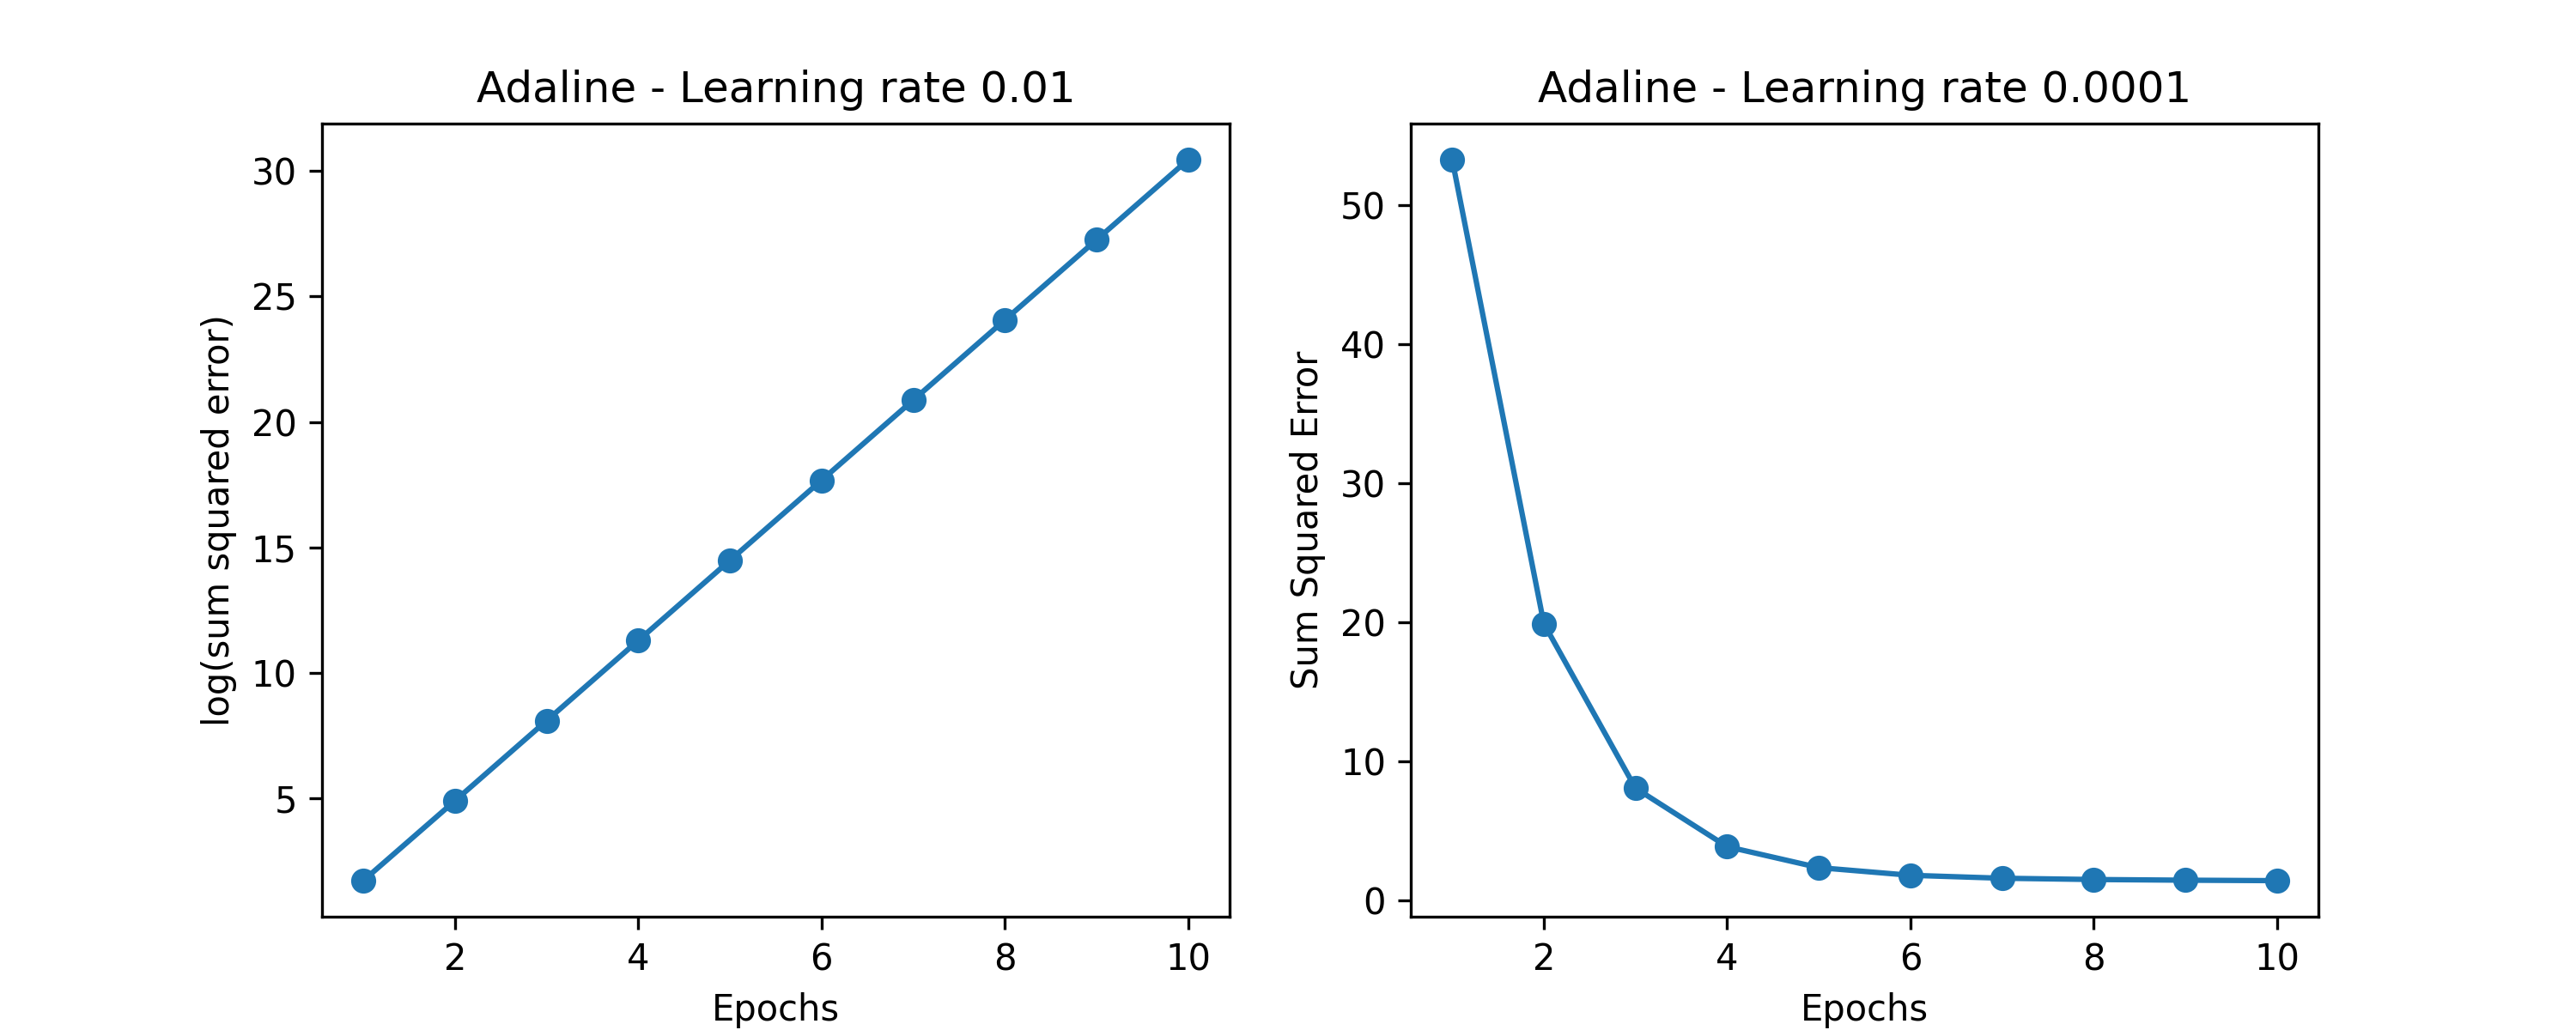 Adaline - Learning rate 0.01
log(sum squared error)
30
25
20
15
10
5
2 4 6 8 10
Epochs
Adaline - Learning rate 0.0001
Sum Squared Error
50
40
30
20
10
0
2 4 6 8 10
Epochs